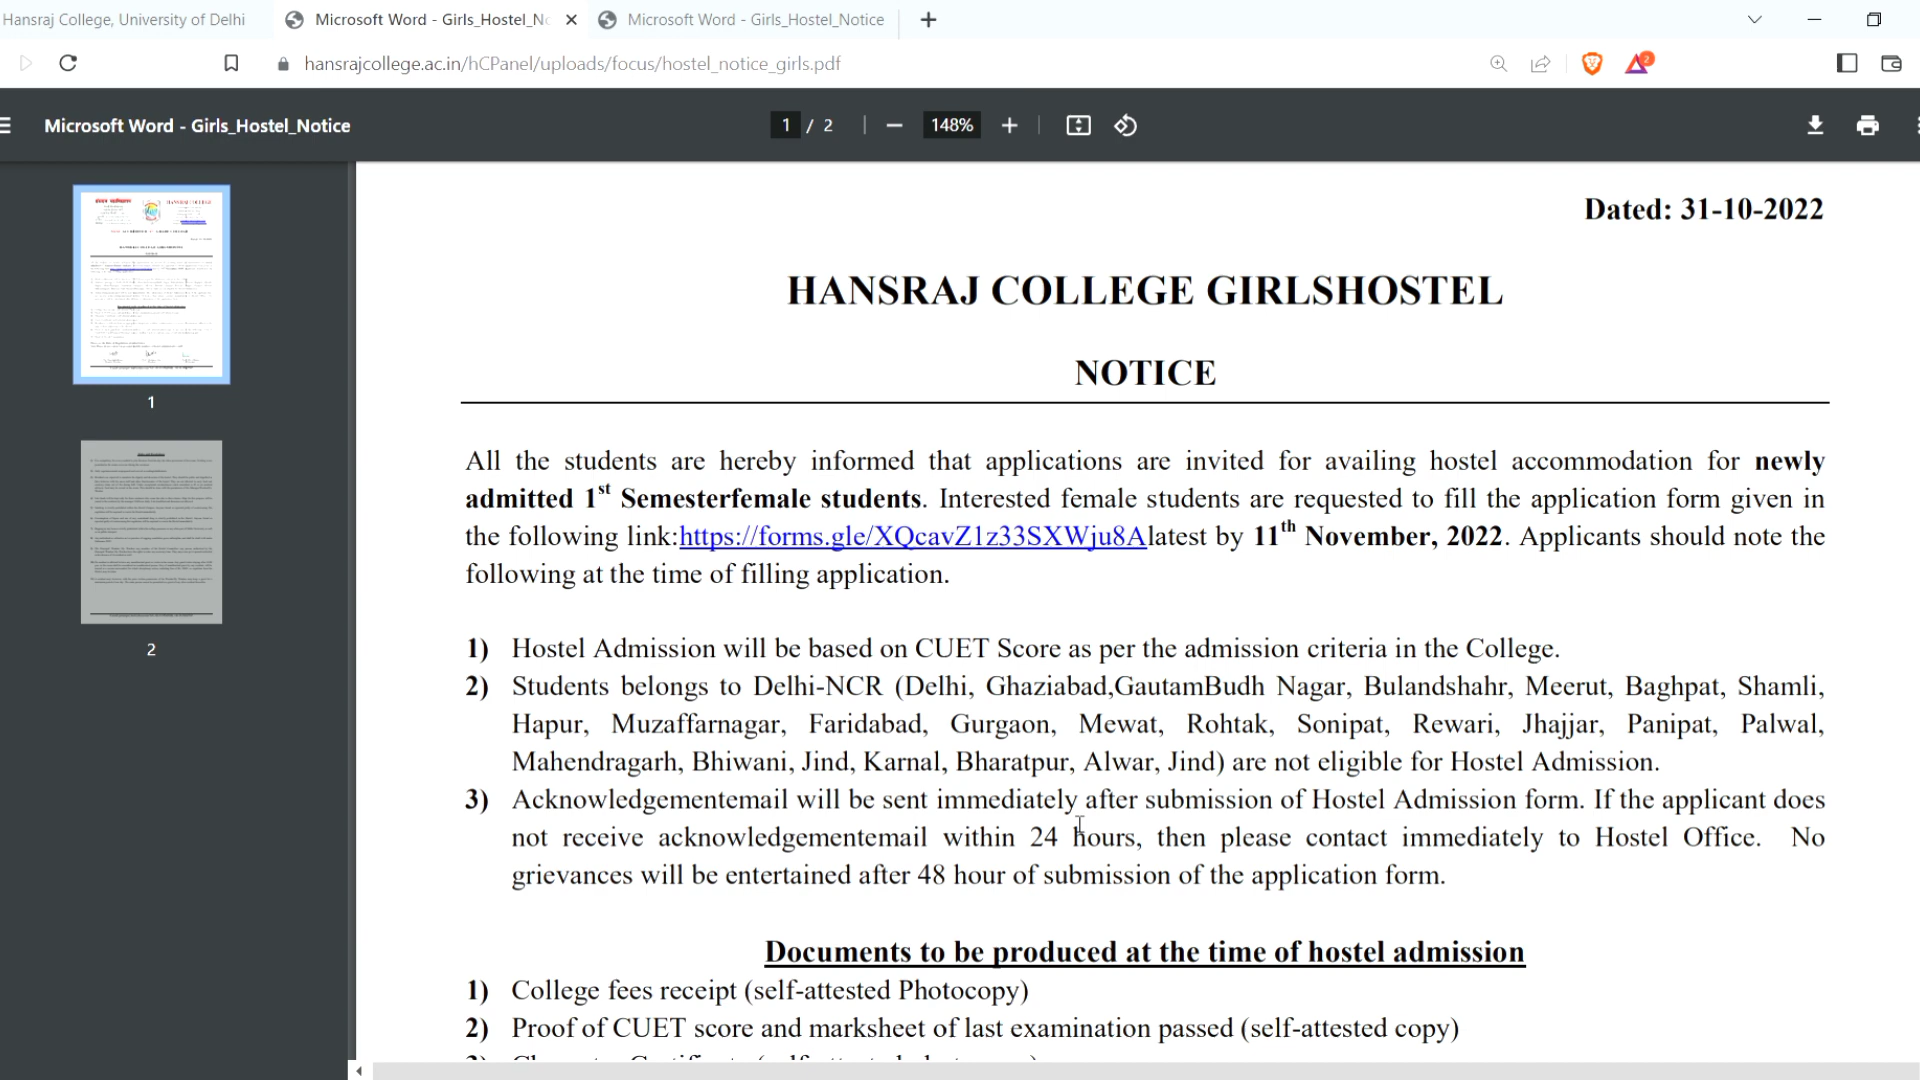 Hansraj College, University of Delhi
Microsoft Word - Girls_Hostel_No
Microsoft Word - Girls_Hostel_Notice
hansrajcollege.ac.in/hCPanel/uploads/focus/hostel_notice_girls.pdf
2
Microsoft Word - Girls_Hostel_Notice
1 / 2
148%
1
2
Dated: 31-10-2022
HANSRAJ COLLEGE GIRLSHOSTEL
NOTICE
All the students are hereby informed that applications are invited for availing hostel accommodation for newly
admitted 1st Semesterfemale students. Interested female students are requested to fill the application form given in
the following link:https://forms.gle/XQcavZ1z33SXWju8Alatest by 11th November, 2022. Applicants should note the
following at the time of filling application.
1) Hostel Admission will be based on CUET Score as per the admission criteria in the College.
2) Students belongs to Delhi-NCR (Delhi, Ghaziabad,GautamBudh Nagar, Bulandshahr, Meerut, Baghpat, Shamli,
Hapur, Muzaffarnagar, Faridabad, Gurgaon, Mewat, Rohtak, Sonipat, Rewari, Jhajjar, Panipat, Palwal,
Mahendragarh, Bhiwani, Jind, Karnal, Bharatpur, Alwar, Jind) are not eligible for Hostel Admission.
3) Acknowledgementemail will be sent immediately after submission of Hostel Admission form. If the applicant does
not receive acknowledgementemail within 24 hours, then please contact immediately to Hostel Office. No
grievances will be entertained after 48 hour of submission of the application form.
Documents to be produced at the time of hostel admission
1) College fees receipt (self-attested Photocopy)
2) Proof of CUET score and marksheet of last examination passed (self-attested copy)